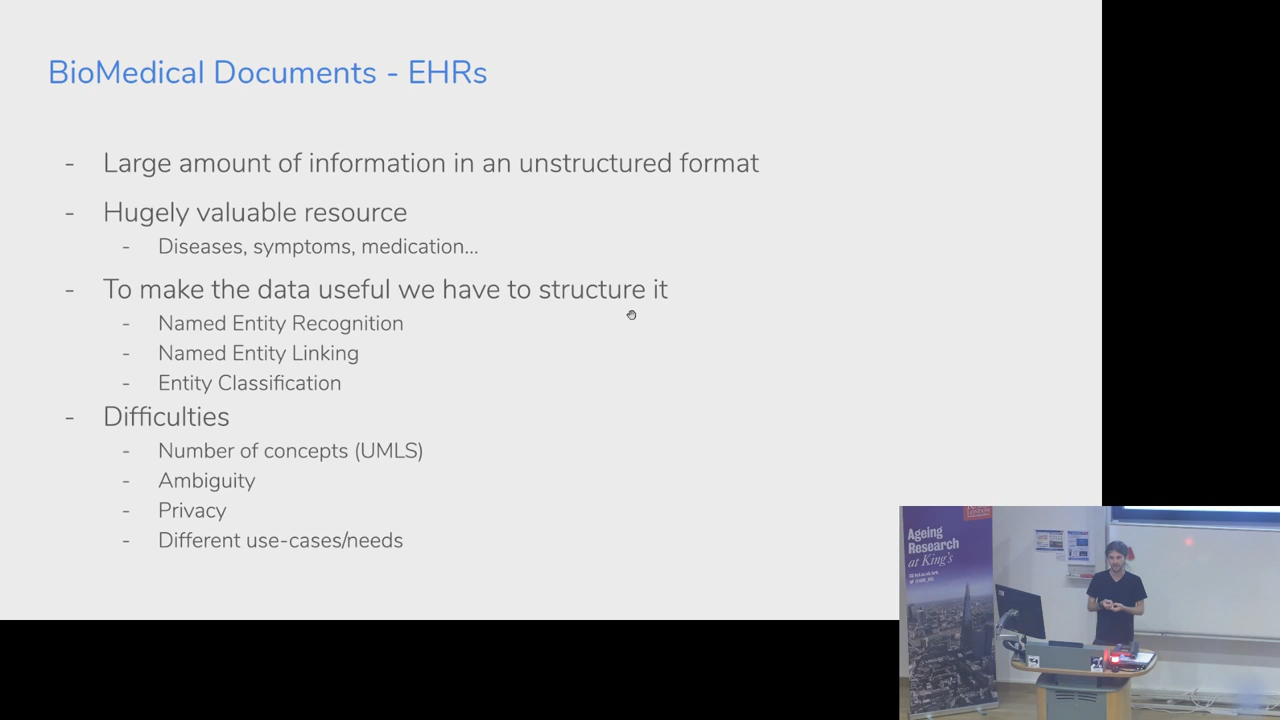 BioMedical Documents - EHRs
- Large amount of information in an unstructured format
- Hugely valuable resource
- Diseases, symptoms, medication...
- To make the data useful we have to structure it
- Named Entity Recognition
- Named Entity Linking
- Entity Classification
- Difficulties
- Number of concepts (UMLS)
- Ambiguity
- Privacy
- Different use-cases/needs
Ageing
Research
at King's